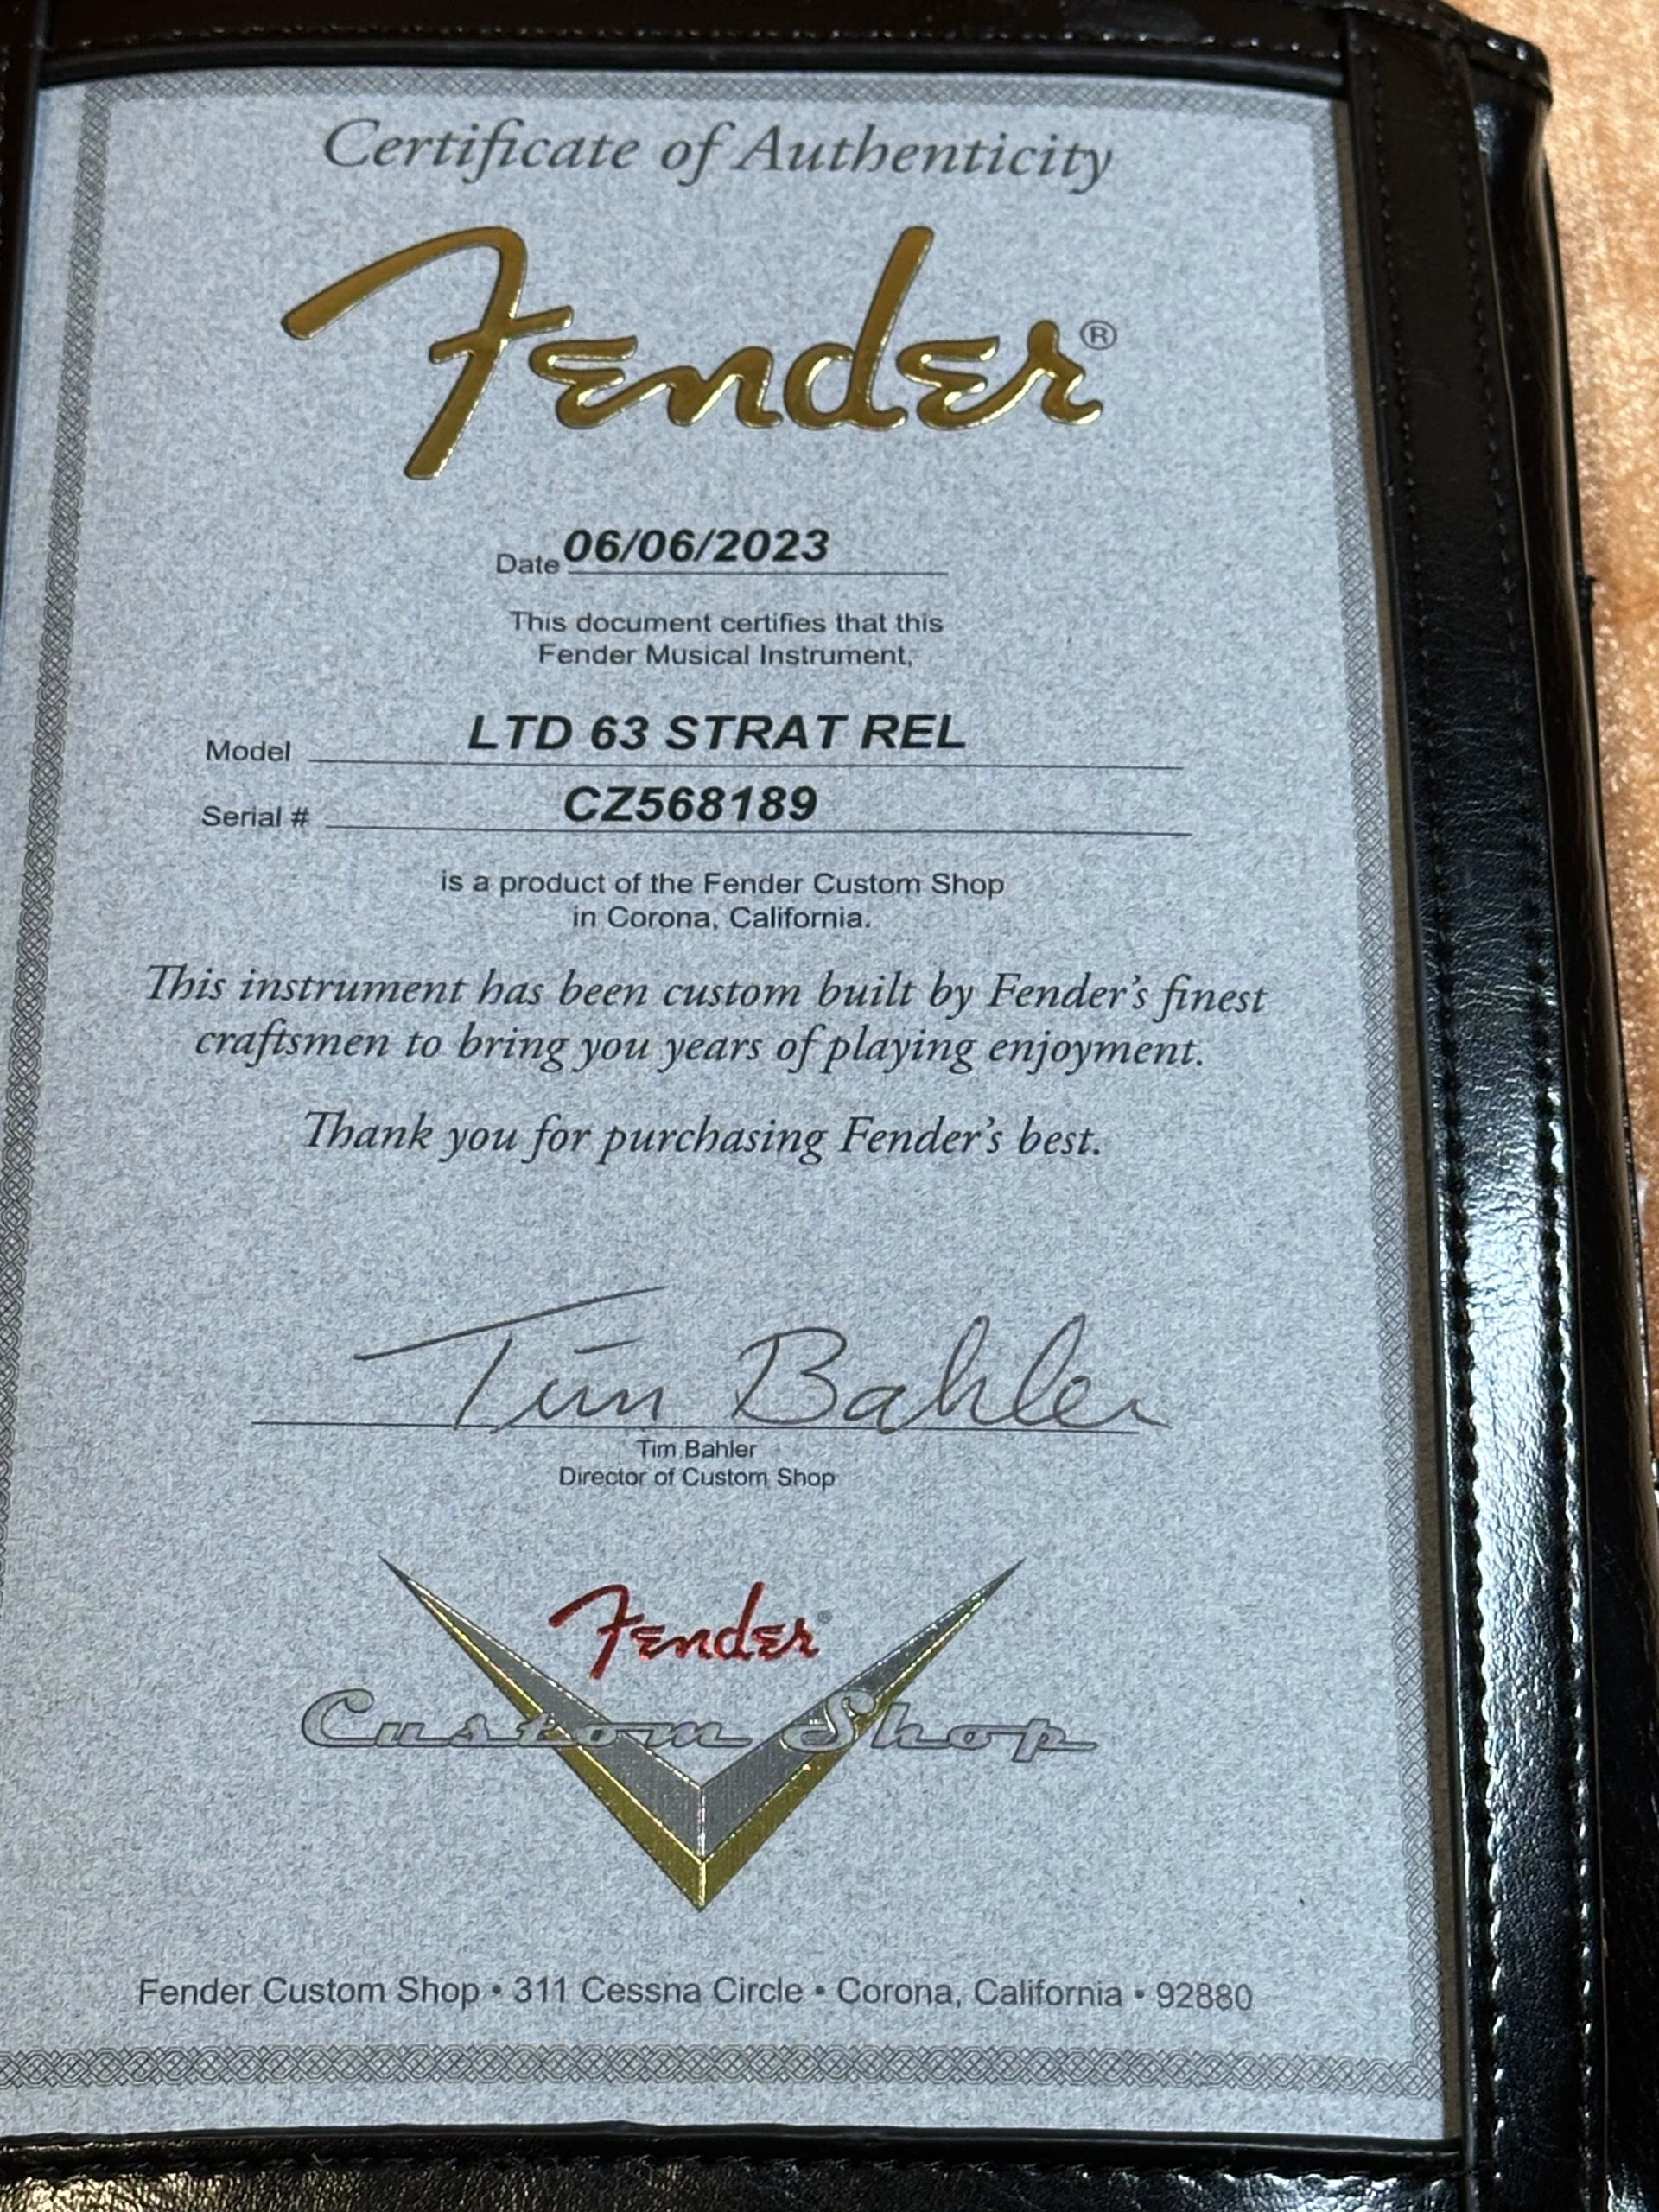 Certificate of Authenticity
Fender®
Date 06/06/2023
This document certifies that this
Fender Musical Instrument,
Model LTD 63 STRAT REL
Serial # CZ568189
is a product of the Fender Custom Shop
in Corona, California.
This instrument has been custom built by Fender's finest
craftsmen to bring you years of playing enjoyment.
Thank you for purchasing Fender's best.
Tim Bahler
Tim Bahler
Director of Custom Shop
Fender®
Custom Shop
Fender Custom Shop • 311 Cessna Circle • Corona, California • 92880